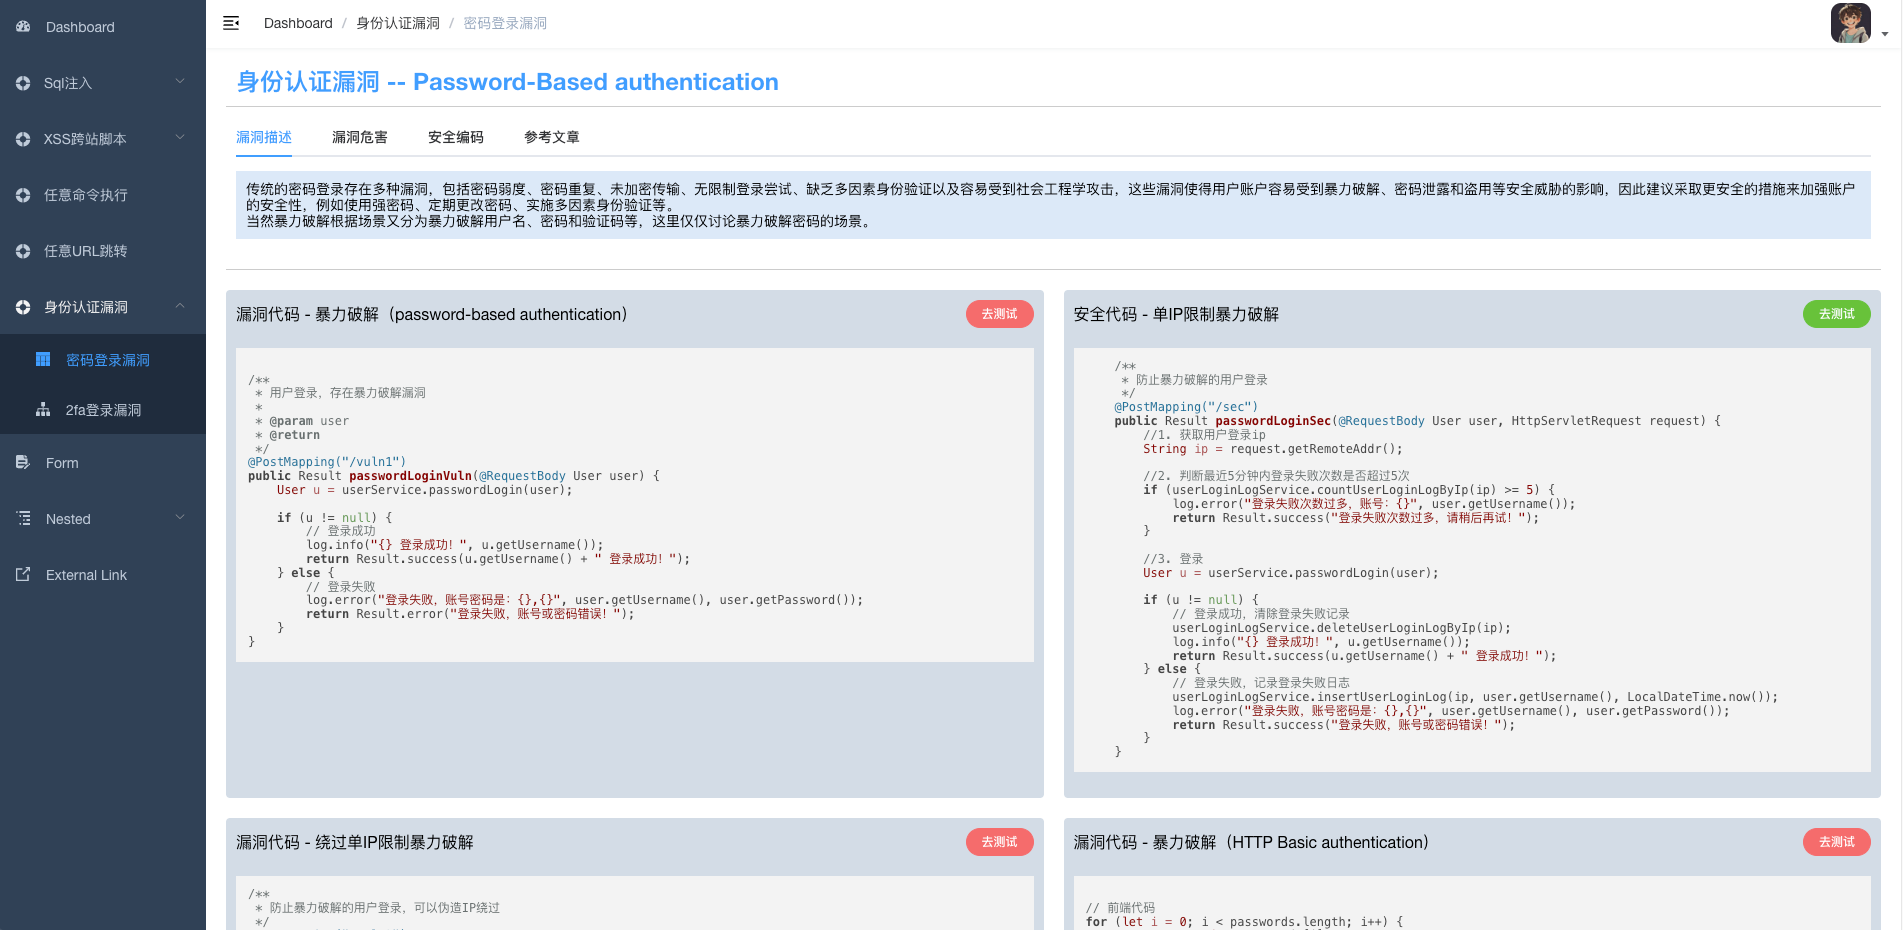 Dashboard
Sql注入
XSS跨站脚本
任意命令执行
任意URL跳转
身份认证漏洞
密码登录漏洞
2fa登录漏洞
Form
Nested
External Link
Dashboard / 身份认证漏洞 / 密码登录漏洞
身份认证漏洞 -- Password-Based authentication
漏洞描述 漏洞危害 安全编码 参考文章
传统的密码登录存在多种漏洞，包括密码弱度、密码重复、未加密传输、无限制登录尝试、缺乏多因素身份验证以及容易受到社会工程学攻击，这些漏洞使得用户账户容易受到暴力破解、密码泄露和盗用等安全威胁的影响，因此建议采取更安全的措施来加强账户
的安全性，例如使用强密码、定期更改密码、实施多因素身份验证等。
当然暴力破解根据场景又分为暴力破解用户名、密码和验证码等，这里仅仅讨论暴力破解密码的场景。
漏洞代码 - 暴力破解（password-based authentication）
去测试
/**
 * 用户登录，存在暴力破解漏洞
 *
 * @param user
 * @return
 */
@PostMapping("/vuln1")
public Result passwordLoginVuln(@RequestBody User user) {
    User u = userService.passwordLogin(user);
    if (u != null) {
        // 登录成功
        log.info("{} 登录成功！", u.getUsername());
        return Result.success(u.getUsername() + " 登录成功！");
    } else {
        // 登录失败
        log.error("登录失败，账号密码是：{},{}", user.getUsername(), user.getPassword());
        return Result.error("登录失败，账号或密码错误！");
    }
}
安全代码 - 单IP限制暴力破解
去测试
/**
 * 防止暴力破解的用户登录
 */
@PostMapping("/sec")
public Result passwordLoginSec(@RequestBody User user, HttpServletRequest request) {
    //1. 获取用户登录ip
    String ip = request.getRemoteAddr();
    //2. 判断最近5分钟内登录失败次数是否超过5次
    if (userLoginLogService.countUserLoginLogByIp(ip) >= 5) {
        log.error("登录失败次数过多，账号：{}", user.getUsername());
        return Result.success("登录失败次数过多，请稍后再试！");
    }
    //3. 登录
    User u = userService.passwordLogin(user);
    if (u != null) {
        // 登录成功，清除登录失败记录
        userLoginLogService.deleteUserLoginLogByIp(ip);
        log.info("{} 登录成功！", u.getUsername());
        return Result.success(u.getUsername() + " 登录成功！");
    } else {
        // 登录失败，记录登录失败日志
        userLoginLogService.insertUserLoginLog(ip, user.getUsername(), LocalDateTime.now());
        log.error("登录失败，账号密码是：{},{}", user.getUsername(), user.getPassword());
        return Result.success("登录失败，账号或密码错误！");
    }
}
漏洞代码 - 绕过单IP限制暴力破解
去测试
/**
 * 防止暴力破解的用户登录，可以伪造IP绕过
 */
漏洞代码 - 暴力破解（HTTP Basic authentication）
去测试
// 前端代码
for (let i = 0; i < passwords.length; i++) {